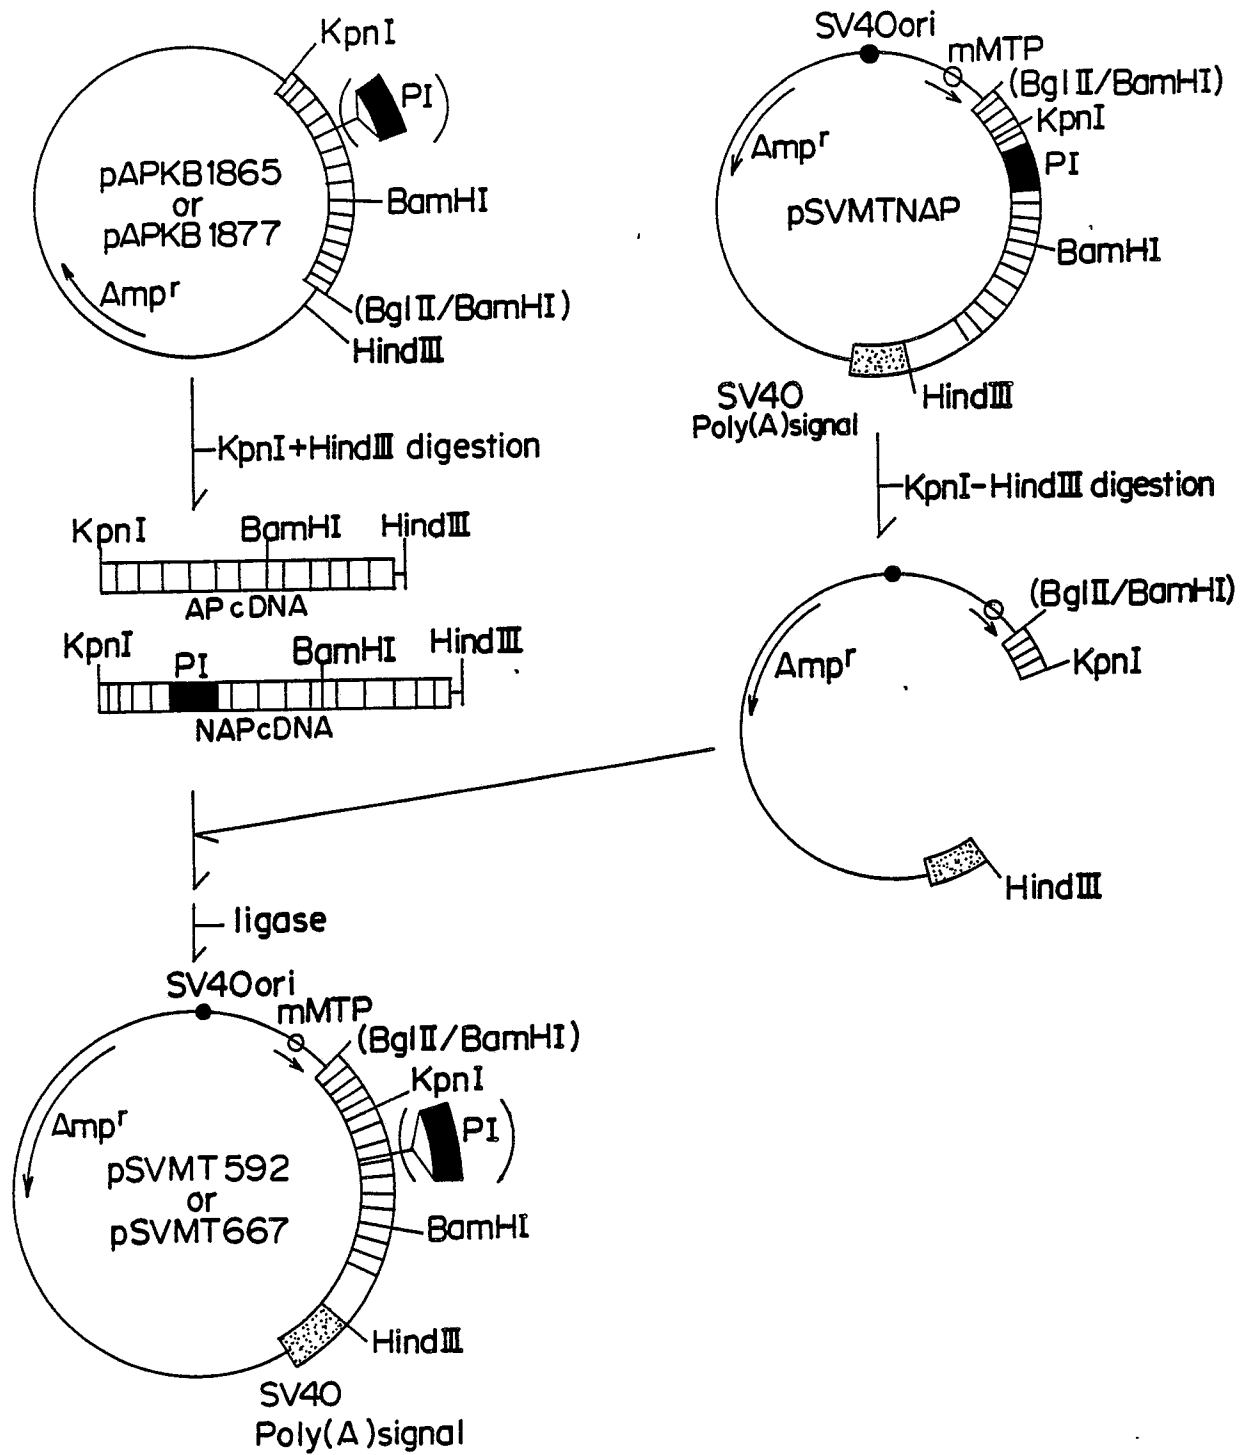 KpnI
(PI)
pAPKB1865
or
pAPKB1877
BamHI
Ampʳ
(BglⅡ/BamHI)
HindⅢ
KpnI+HindⅢ digestion
KpnI BamHI HindⅢ
APcDNA
KpnI PI BamHI HindⅢ
NAPcDNA
SV40ori
mMTP
(BglⅡ/BamHI)
KpnI
Ampʳ
PI
pSVMTNAP
BamHI
HindⅢ
SV40
Poly(A)signal
KpnI-HindⅢ digestion
(BglⅡ/BamHI)
KpnI
Ampʳ
HindⅢ
ligase
SV40ori
mMTP
(BglⅡ/BamHI)
KpnI
Ampʳ
(PI)
pSVMT592
or
pSVMT667
BamHI
HindⅢ
SV40
Poly(A)signal